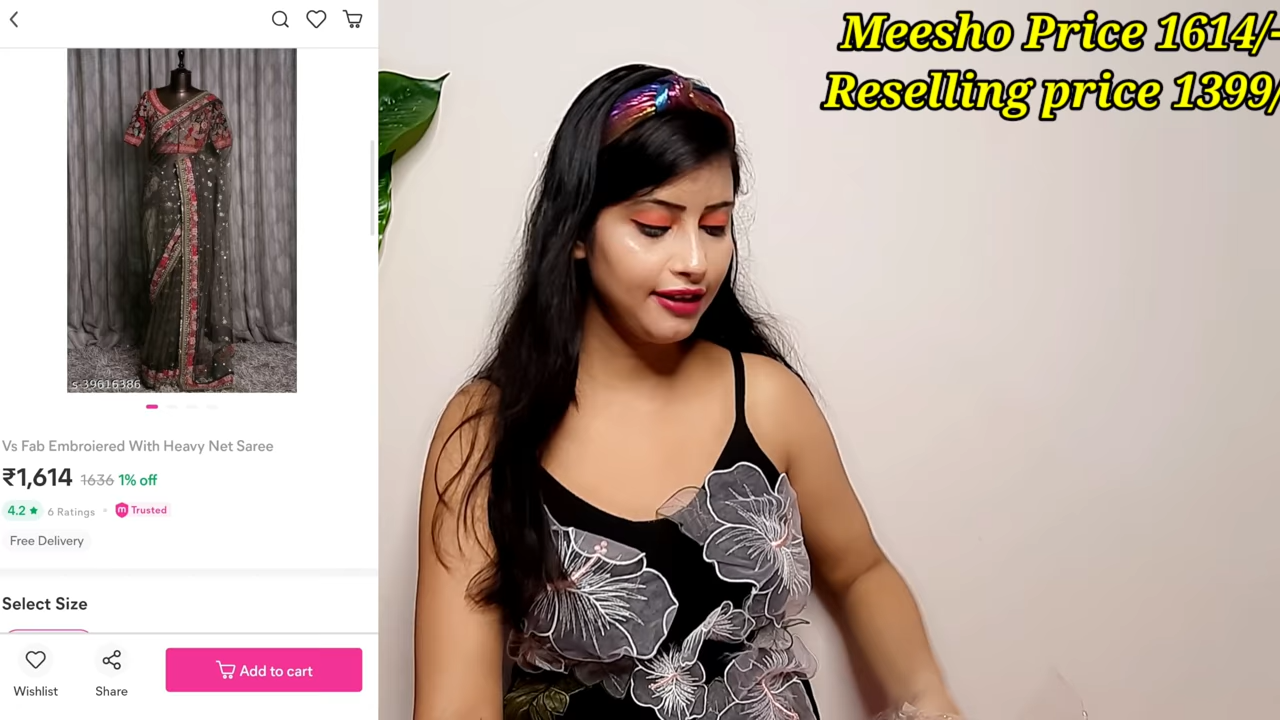 Meesho Price 1614/-
Reselling price 1399/
s-39616386
Vs Fab Embroiered With Heavy Net Saree
₹1,614 1636 1% off
4.2 ★ 6 Ratings • m Trusted
Free Delivery
Select Size
Wishlist
Share
Add to cart